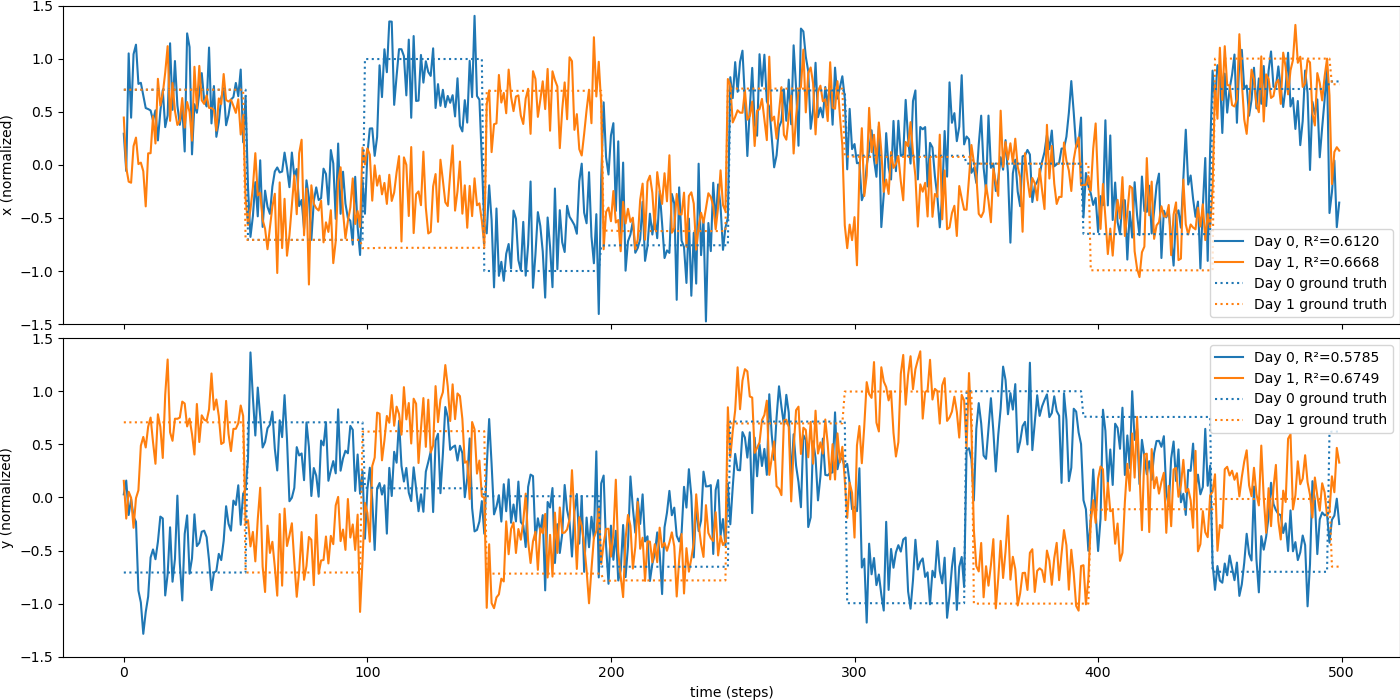 1.5
1.0
0.5
0.0
−0.5
−1.0
−1.5
x (normalized)
Day 0, R²=0.6120
Day 1, R²=0.6668
Day 0 ground truth
Day 1 ground truth
1.5
1.0
0.5
0.0
−0.5
−1.0
−1.5
y (normalized)
Day 0, R²=0.5785
Day 1, R²=0.6749
Day 0 ground truth
Day 1 ground truth
0 100 200 300 400 500
time (steps)